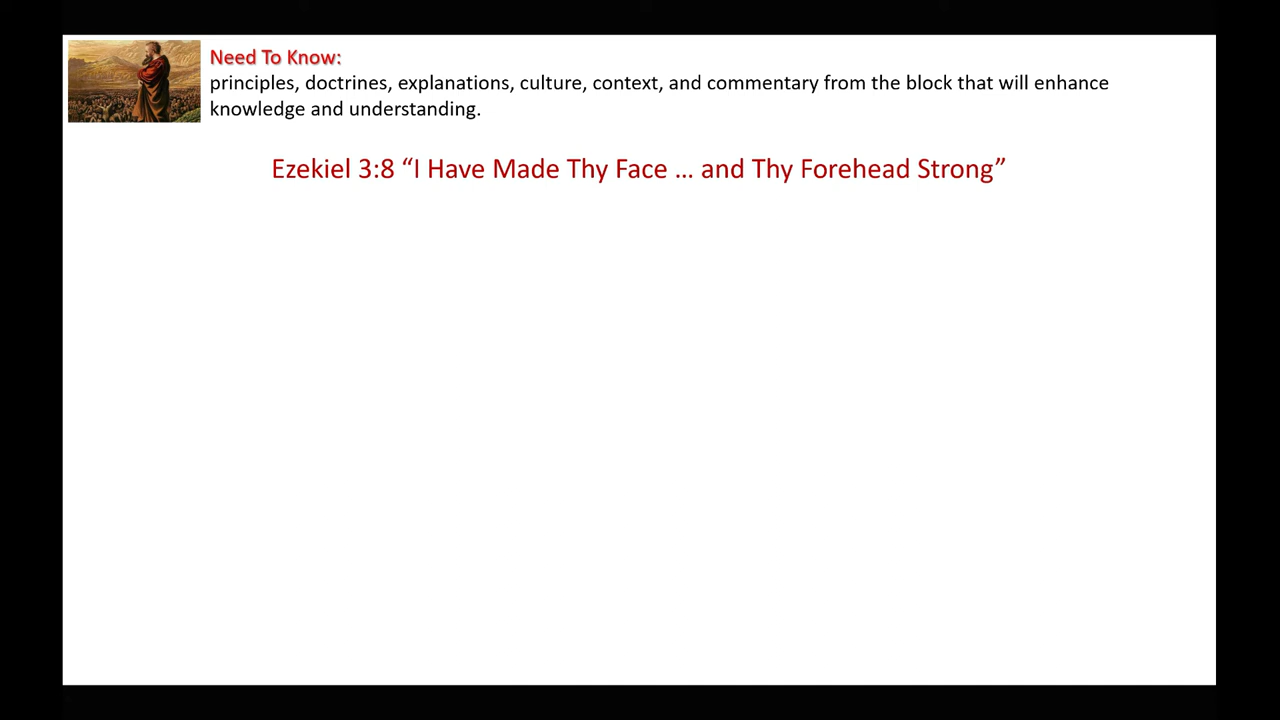 Need To Know:
principles, doctrines, explanations, culture, context, and commentary from the block that will enhance
knowledge and understanding.
Ezekiel 3:8 “I Have Made Thy Face … and Thy Forehead Strong”